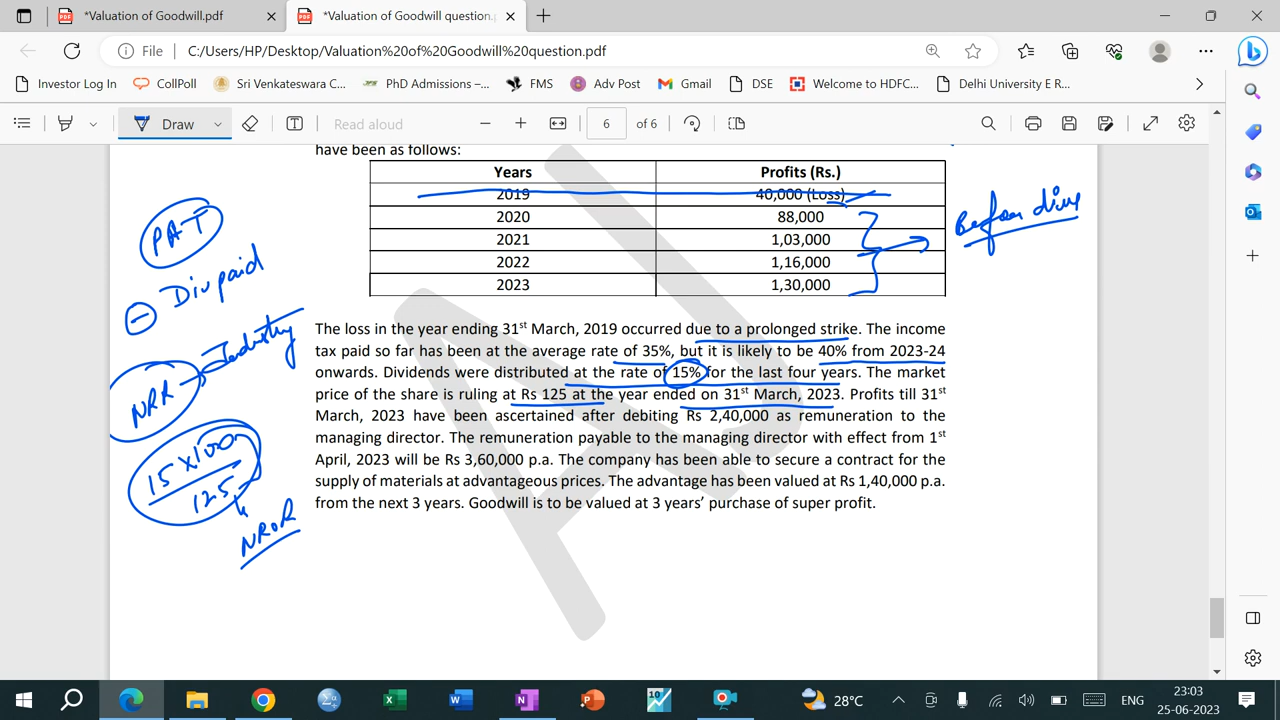 *Valuation of Goodwill.pdf
*Valuation of Goodwill question.
File C:/Users/HP/Desktop/Valuation%20of%20Goodwill%20question.pdf
Investor Log In CollPoll Sri Venkateswara C... PhD Admissions –... FMS Adv Post Gmail DSE Welcome to HDFC... Delhi University E R...
Draw Read aloud 6 of 6
have been as follows:
Years Profits (Rs.)
2019 40,000 (Loss)
2020 88,000
2021 1,03,000
2022 1,16,000
2023 1,30,000
PAT
Div paid
Industry
NRR
15 x 100
125
NROR
The loss in the year ending 31st March, 2019 occurred due to a prolonged strike. The income
tax paid so far has been at the average rate of 35%, but it is likely to be 40% from 2023-24
onwards. Dividends were distributed at the rate of 15% for the last four years. The market
price of the share is ruling at Rs 125 at the year ended on 31st March, 2023. Profits till 31st
March, 2023 have been ascertained after debiting Rs 2,40,000 as remuneration to the
managing director. The remuneration payable to the managing director with effect from 1st
April, 2023 will be Rs 3,60,000 p.a. The company has been able to secure a contract for the
supply of materials at advantageous prices. The advantage has been valued at Rs 1,40,000 p.a.
from the next 3 years. Goodwill is to be valued at 3 years’ purchase of super profit.
28°C
ENG
23:03
25-06-2023